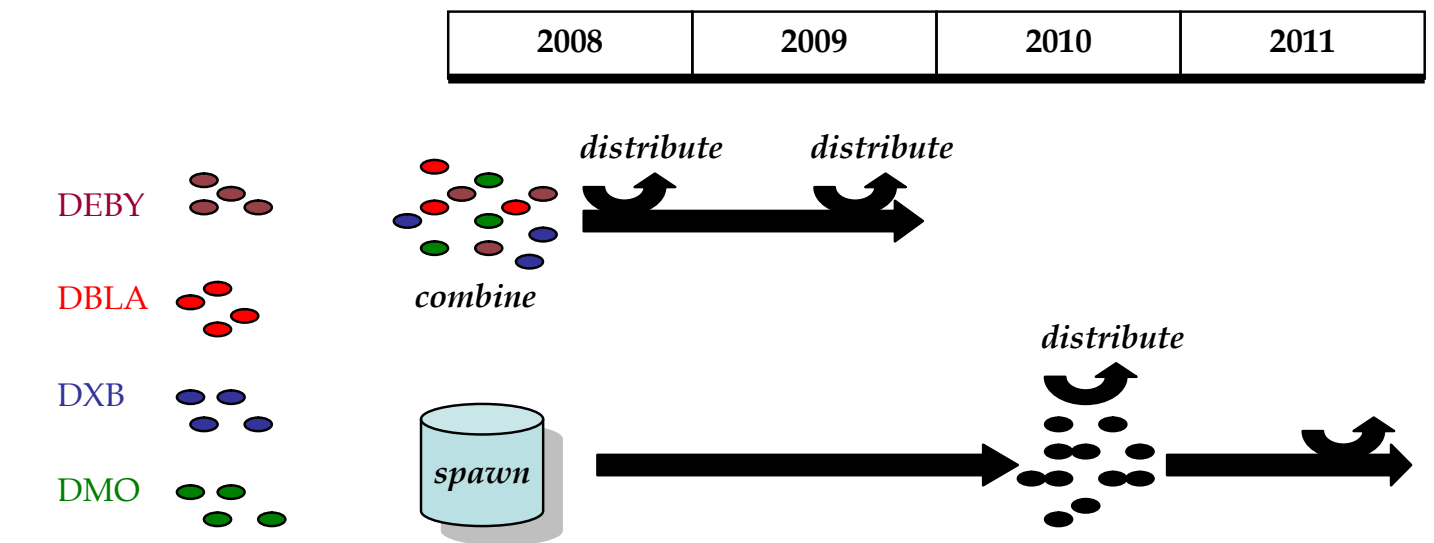 2008 2009 2010 2011
distribute distribute
DEBY
DBLA
combine
distribute
DXB
spawn
DMO